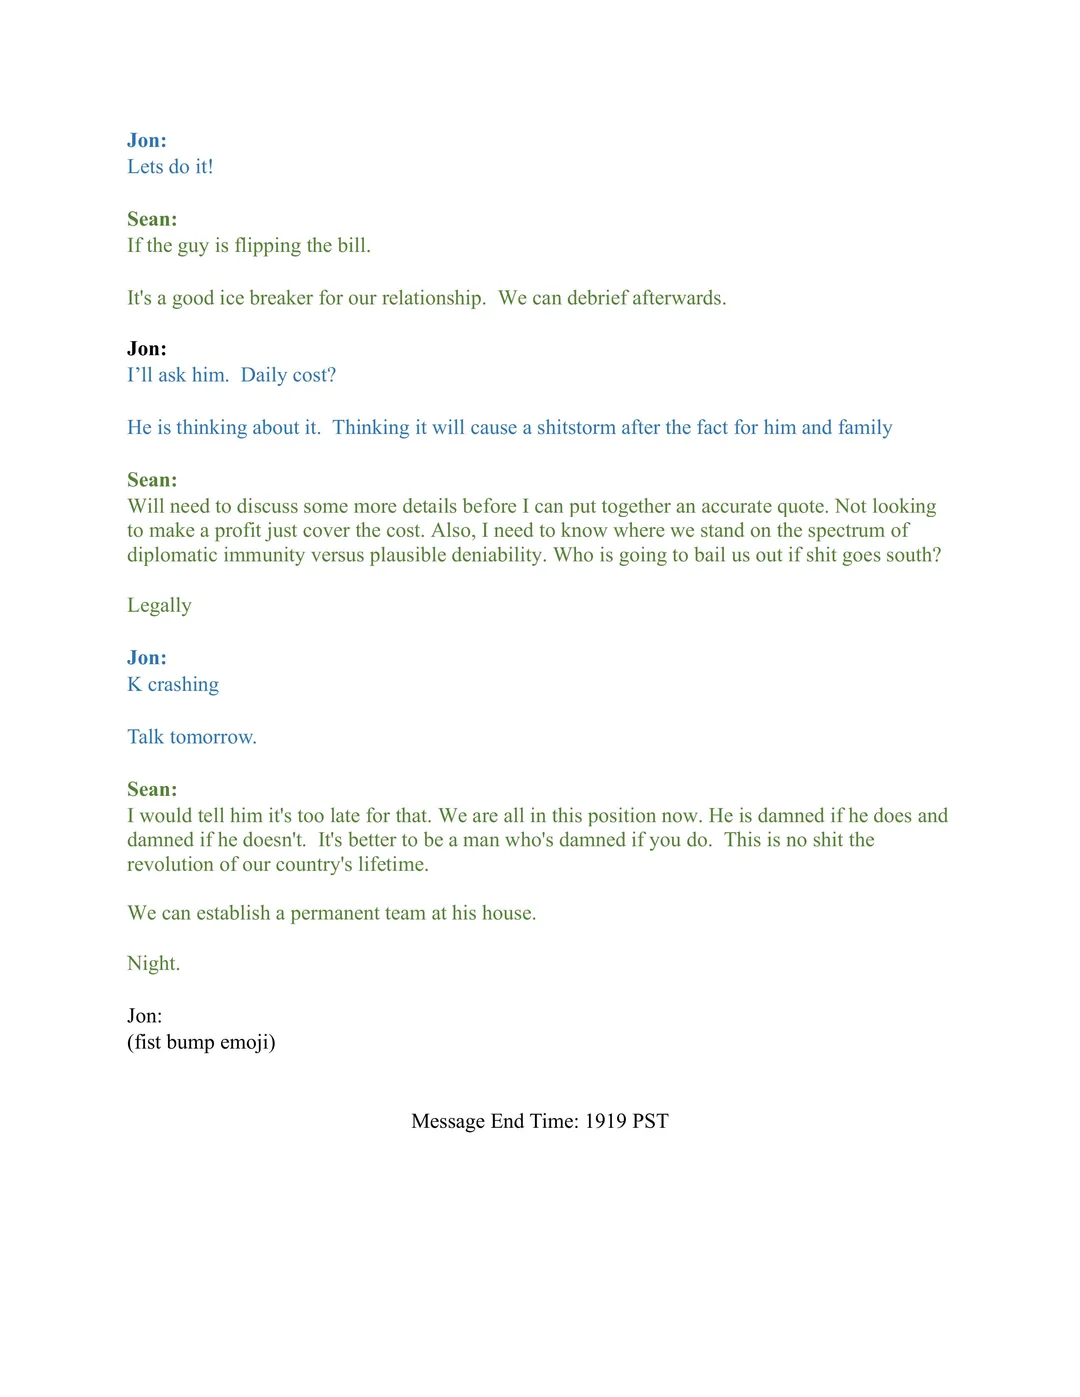 Jon:
Lets do it!
Sean:
If the guy is flipping the bill.
It's a good ice breaker for our relationship.  We can debrief afterwards.
Jon:
I’ll ask him.  Daily cost?
He is thinking about it.  Thinking it will cause a shitstorm after the fact for him and family
Sean:
Will need to discuss some more details before I can put together an accurate quote. Not looking
to make a profit just cover the cost. Also, I need to know where we stand on the spectrum of
diplomatic immunity versus plausible deniability. Who is going to bail us out if shit goes south?
Legally
Jon:
K crashing
Talk tomorrow.
Sean:
I would tell him it's too late for that. We are all in this position now. He is damned if he does and
damned if he doesn't.  It's better to be a man who's damned if you do.  This is no shit the
revolution of our country's lifetime.
We can establish a permanent team at his house.
Night.
Jon:
(fist bump emoji)
Message End Time: 1919 PST